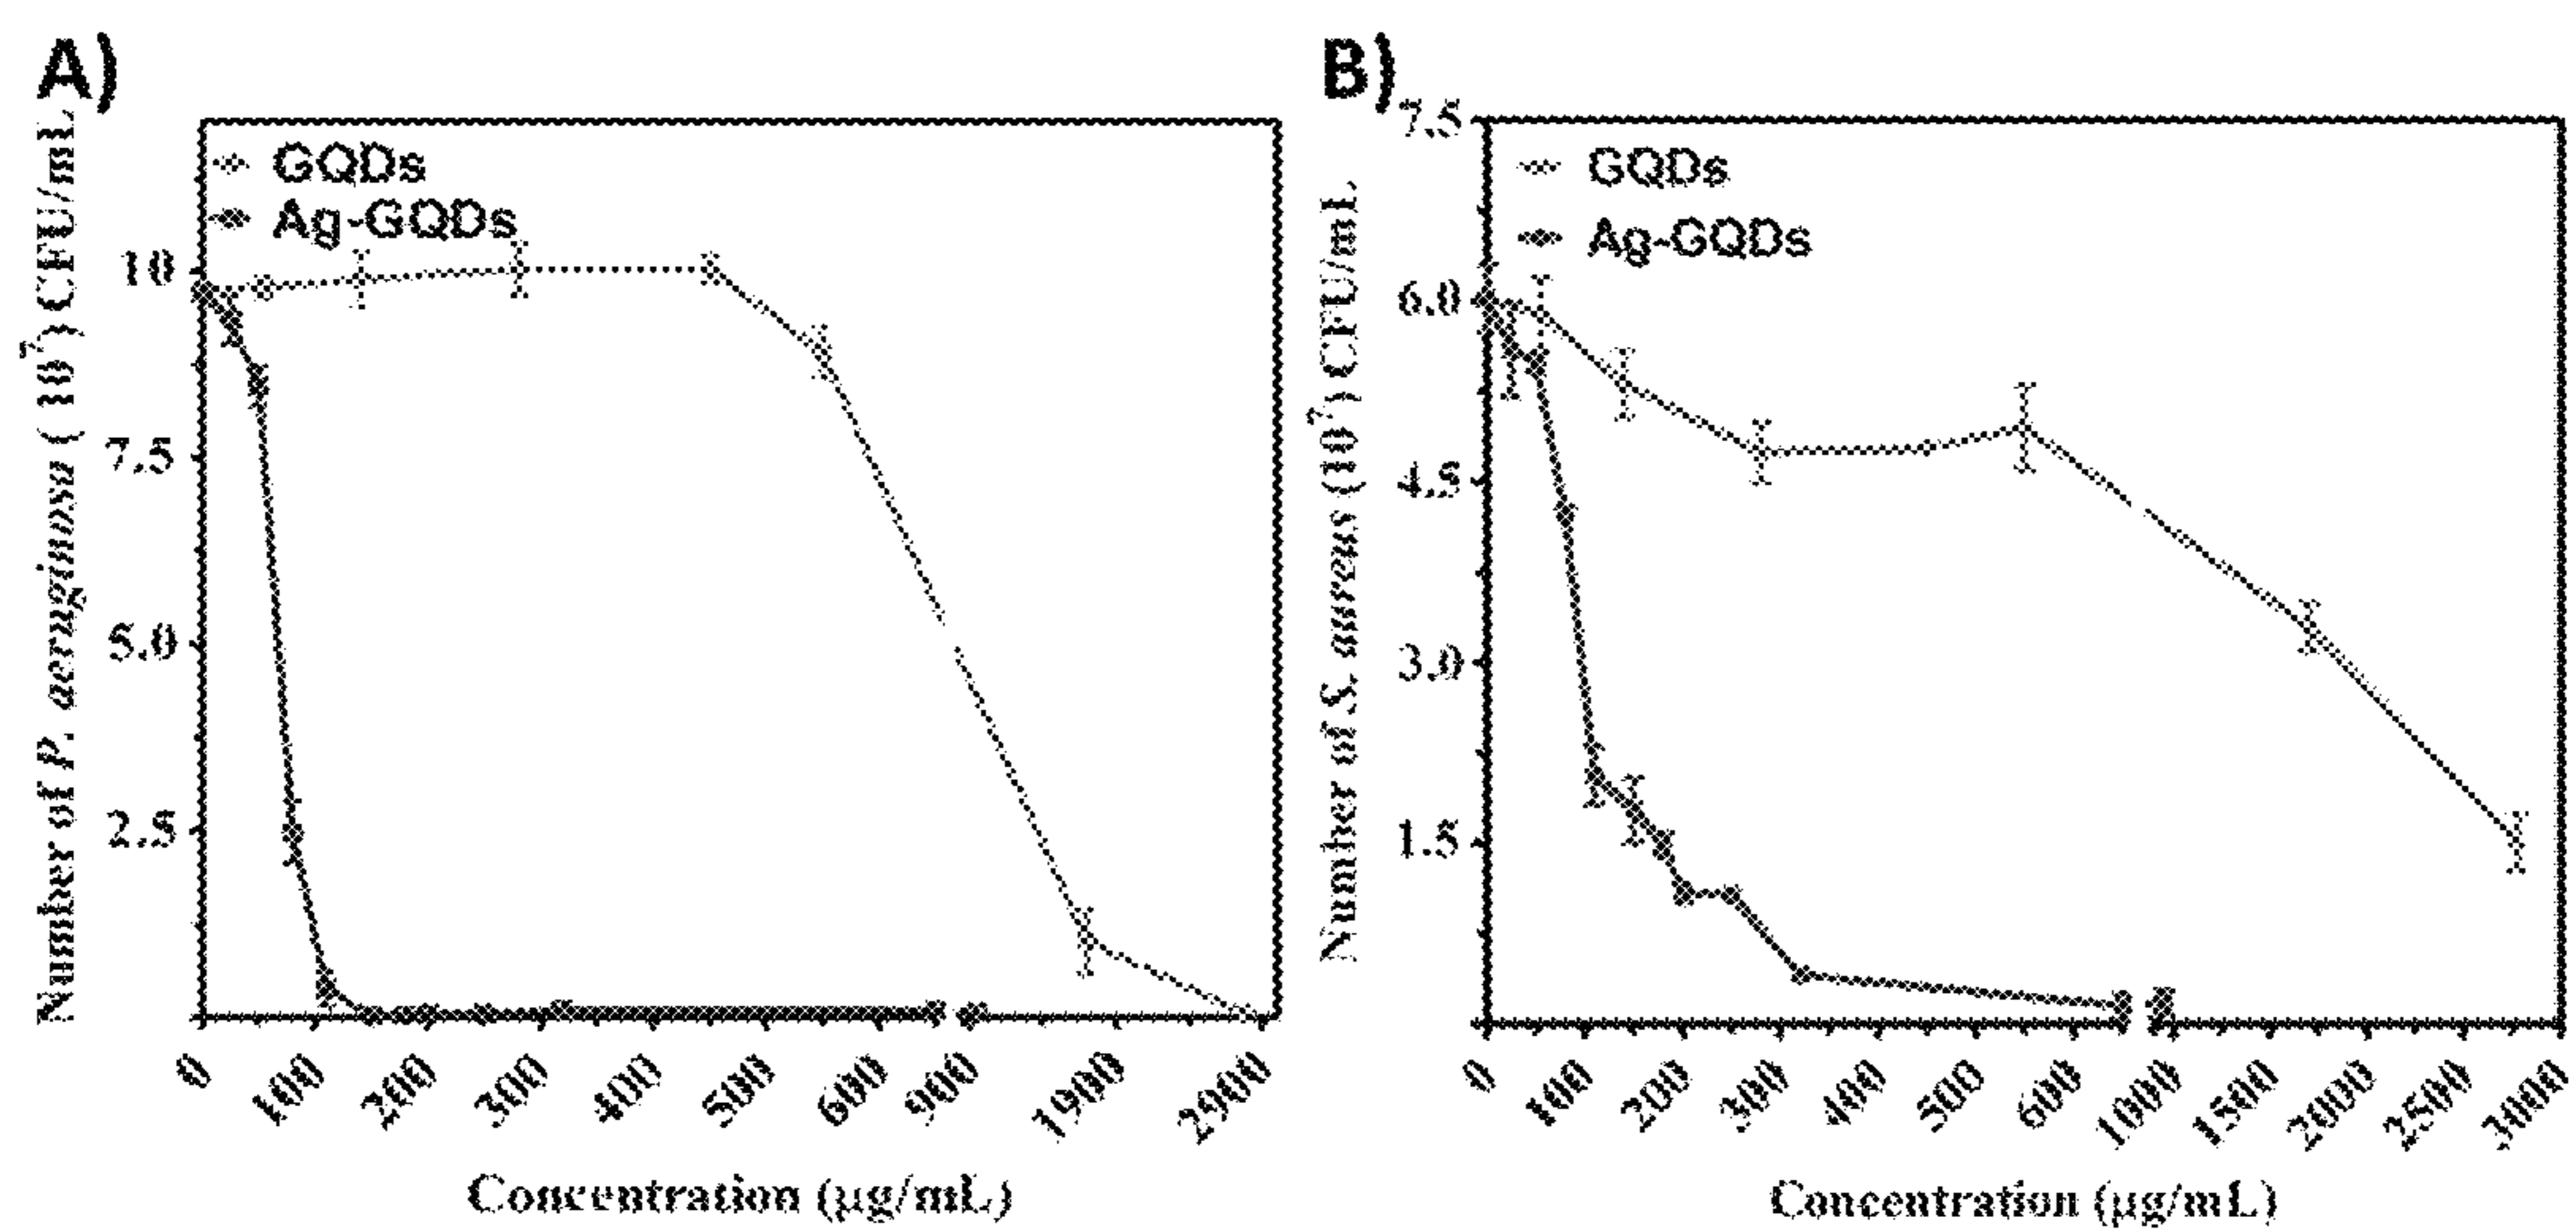 A)
Number of P. aeruginosa ( 10⁷) CFU/mL
GQDs
Ag-GQDs
10
7.5
5.0
2.5
0 100 200 300 400 500 600 900 1900 2900
Concentration (µg/mL)
B)
Number of S. aureus (10⁷) CFU/mL
GQDs
Ag-GQDs
7.5
6.0
4.5
3.0
1.5
0 100 200 300 400 500 600 1000 1500 2000 2500 3000
Concentration (µg/mL)